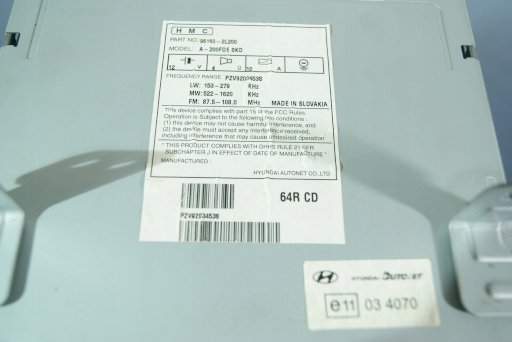 HMC
PART NO. 96160-2L200
MODEL: A-200FDE SKD
12 V 4 Ω 10 A
FREQUENCY RANGE PZV92034536
LW: 153-279 KHz
MW: 522-1620 KHz
FM: 87.5-108.0 MHz MADE IN SLOVAKIA
This device complies with part 15 of the FCC Rules.
Operation is Subject to the following two conditions
(1) this device may not cause harmful interference, and
(2) the device must accept any interference received,
including interference that may cause undesired operation
* THIS PRODUCT COMPLIES WITH DHHS RULE 21 CFR
SUBCHAPTER J IN EFFECT OF DATE OF MANUFACTURE *
MANUFACTURED :
HYUNDAI AUTONET CO.,LTD
64R CD
PZV92034536
HYUNDAI AUTONET
e11 03 4070